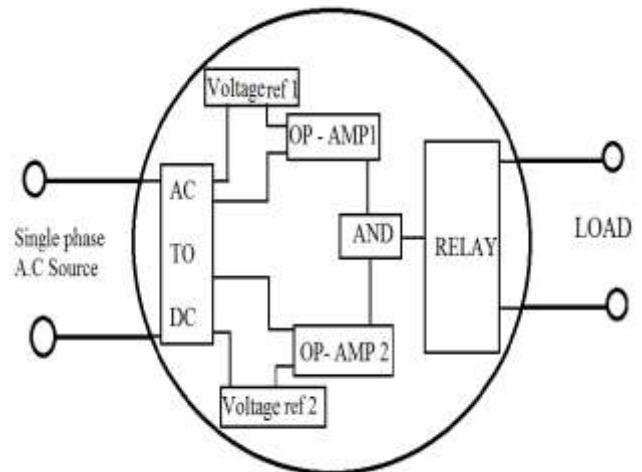 Voltage ref 1
OP - AMP1
AC
TO
DC
Single phase
A.C Source
AND
RELAY
LOAD
OP- AMP 2
Voltage ref 2